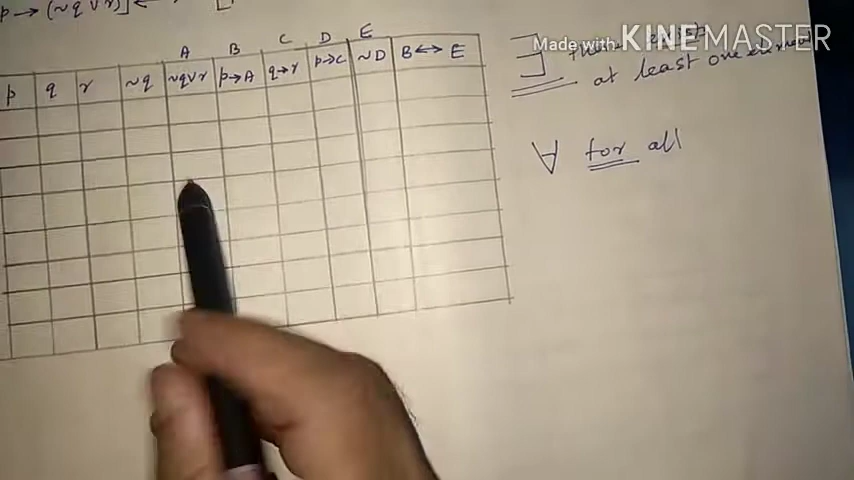 p → (~q ∨ r)] ↔
A B C D E
p q r ~q ~q∨r p→A q→r p→C ~D B ↔ E
Made with KINEMASTER
∃
at least one
∀ for all